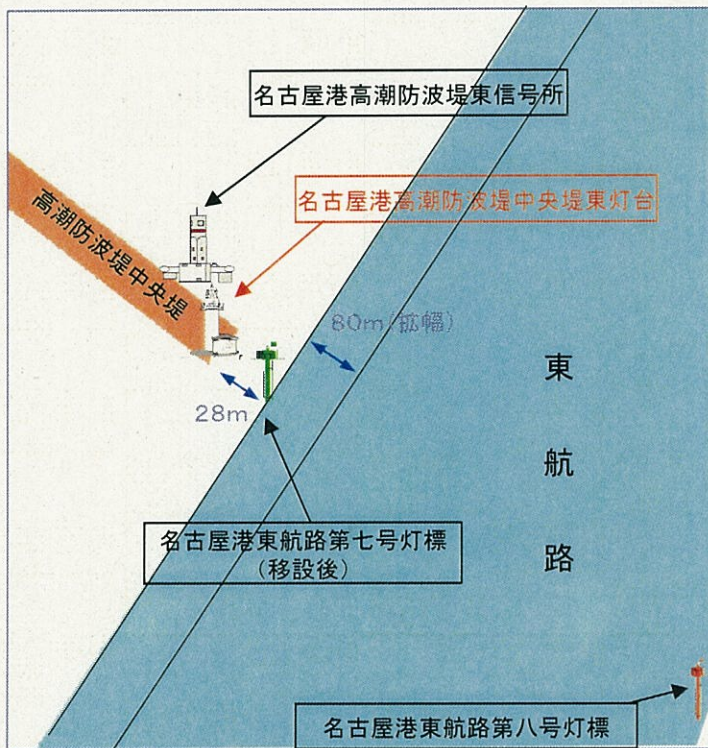 名古屋港高潮防波堤東信号所
名古屋港高潮防波堤中央堤東灯台
高潮防波堤中央堤
80m(拡幅)
28m
東航路
名古屋港東航路第七号灯標
(移設後)
名古屋港東航路第八号灯標